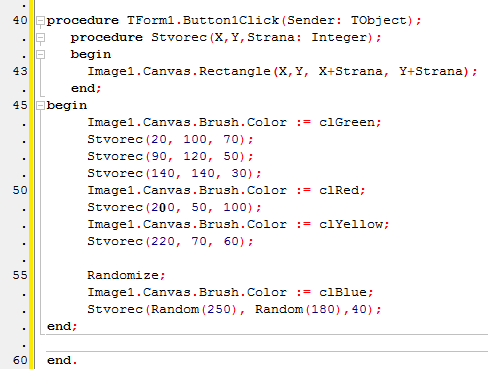 40 procedure TForm1.Button1Click(Sender: TObject);
procedure Stvorec(X,Y,Strana: Integer);
begin
43 Image1.Canvas.Rectangle(X,Y, X+Strana, Y+Strana);
end;
45 begin
Image1.Canvas.Brush.Color := clGreen;
Stvorec(20, 100, 70);
Stvorec(90, 120, 50);
Stvorec(140, 140, 30);
50 Image1.Canvas.Brush.Color := clRed;
Stvorec(200, 50, 100);
Image1.Canvas.Brush.Color := clYellow;
Stvorec(220, 70, 60);
55 Randomize;
Image1.Canvas.Brush.Color := clBlue;
Stvorec(Random(250), Random(180),40);
end;
60 end.